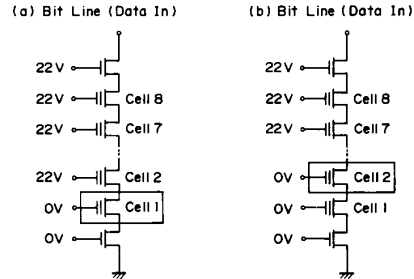 (a) Bit Line (Data In)
22V
22V Cell 8
22V Cell 7
22V Cell 2
0V Cell 1
0V
(b) Bit Line (Data In)
22V
22V Cell 8
22V Cell 7
0V Cell 2
0V Cell 1
0V